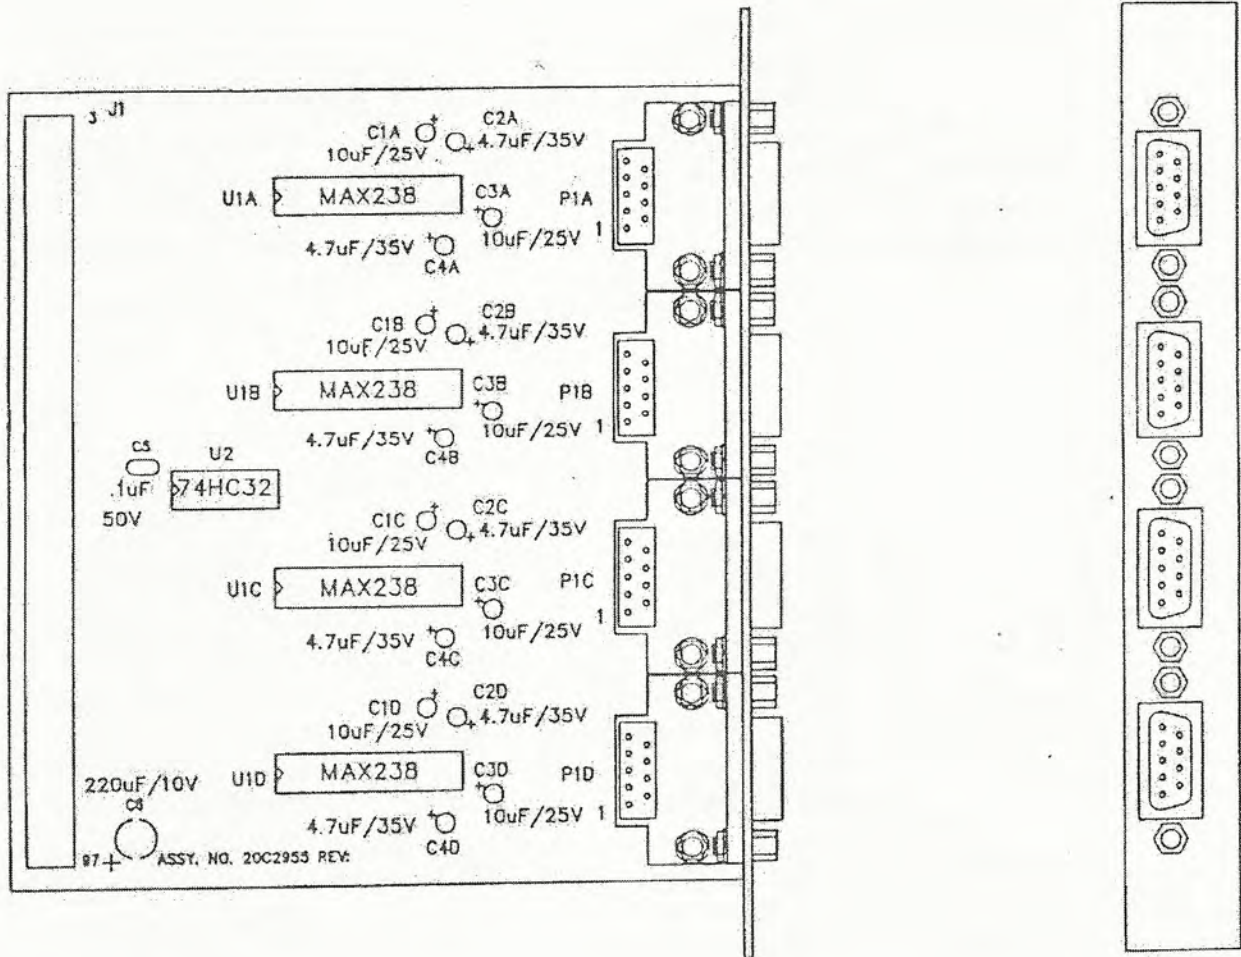 3 J1
C1A + C2A
10uF/25V + 4.7uF/35V
U1A MAX238 C3A P1A
+ 10uF/25V 1
4.7uF/35V +
C4A
C1B + C2B
10uF/25V + 4.7uF/35V
U1B MAX238 C3B P1B
+ 10uF/25V 1
4.7uF/35V +
C4B
C5 U2
.1uF 74HC32
50V
C1C + C2C
10uF/25V + 4.7uF/35V
U1C MAX238 C3C P1C
+ 10uF/25V 1
4.7uF/35V +
C4C
C1D + C2D
10uF/25V + 4.7uF/35V
U1D MAX238 C3D P1D
+ 10uF/25V 1
4.7uF/35V +
C4D
220uF/10V
C6
97 + ASSY. NO. 20C2955 REV: